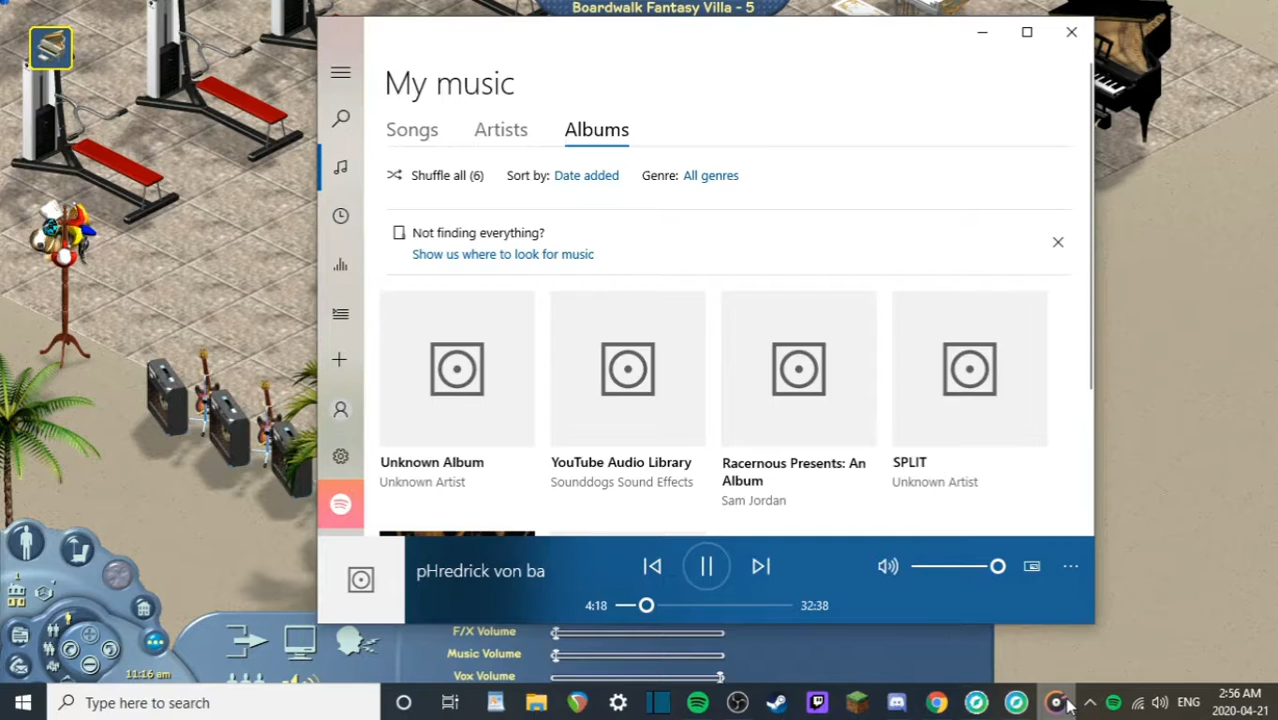 Boardwalk Fantasy Villa - 5
My music
Songs Artists Albums
Shuffle all (6) Sort by: Date added Genre: All genres
Not finding everything?
Show us where to look for music
Unknown Album
Unknown Artist
YouTube Audio Library
Sounddogs Sound Effects
Racernous Presents: An
Album
Sam Jordan
SPLIT
Unknown Artist
pHredrick von ba
4:18 32:38
F/X Volume
Music Volume
Vox Volume
1
11:16 am
Type here to search
ENG
2:56 AM
2020-04-21